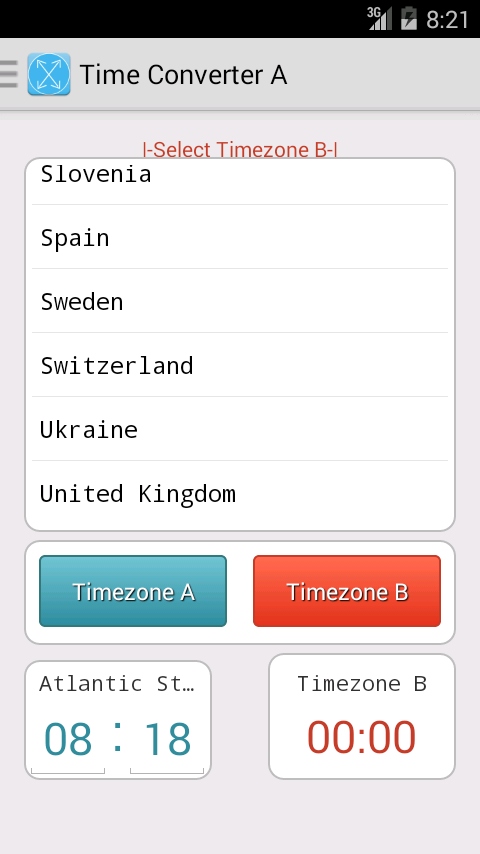 3G 8:21
Time Converter A
|-Select Timezone B-|
Slovenia
Spain
Sweden
Switzerland
Ukraine
United Kingdom
Timezone A Timezone B
Atlantic St… Timezone B
08 : 18 00:00